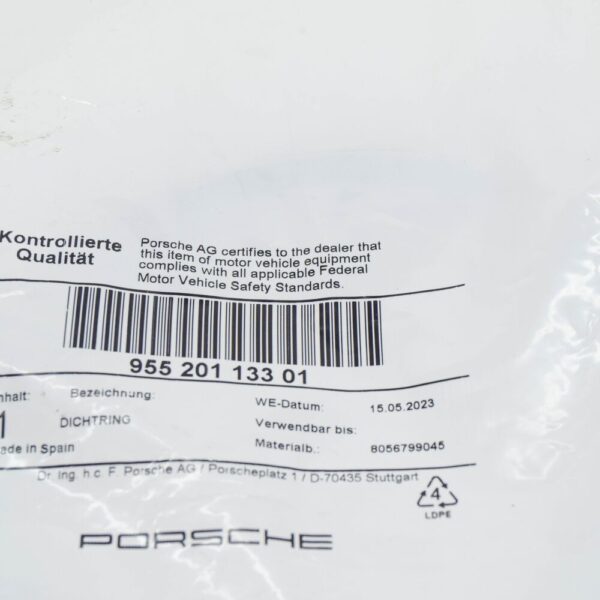 Kontrollierte
Qualität
Porsche AG certifies to the dealer that
this item of motor vehicle equipment
complies with all applicable Federal
Motor Vehicle Safety Standards.
955 201 133 01
nhalt:
Bezeichnung:
WE-Datum:
15.05.2023
1
DICHTRING
Verwendbar bis:
ade in Spain
Materialb.:
8056799045
Dr. Ing. h.c. F. Porsche AG / Porscheplatz 1 / D-70435 Stuttgart
4
LDPE
PORSCHE